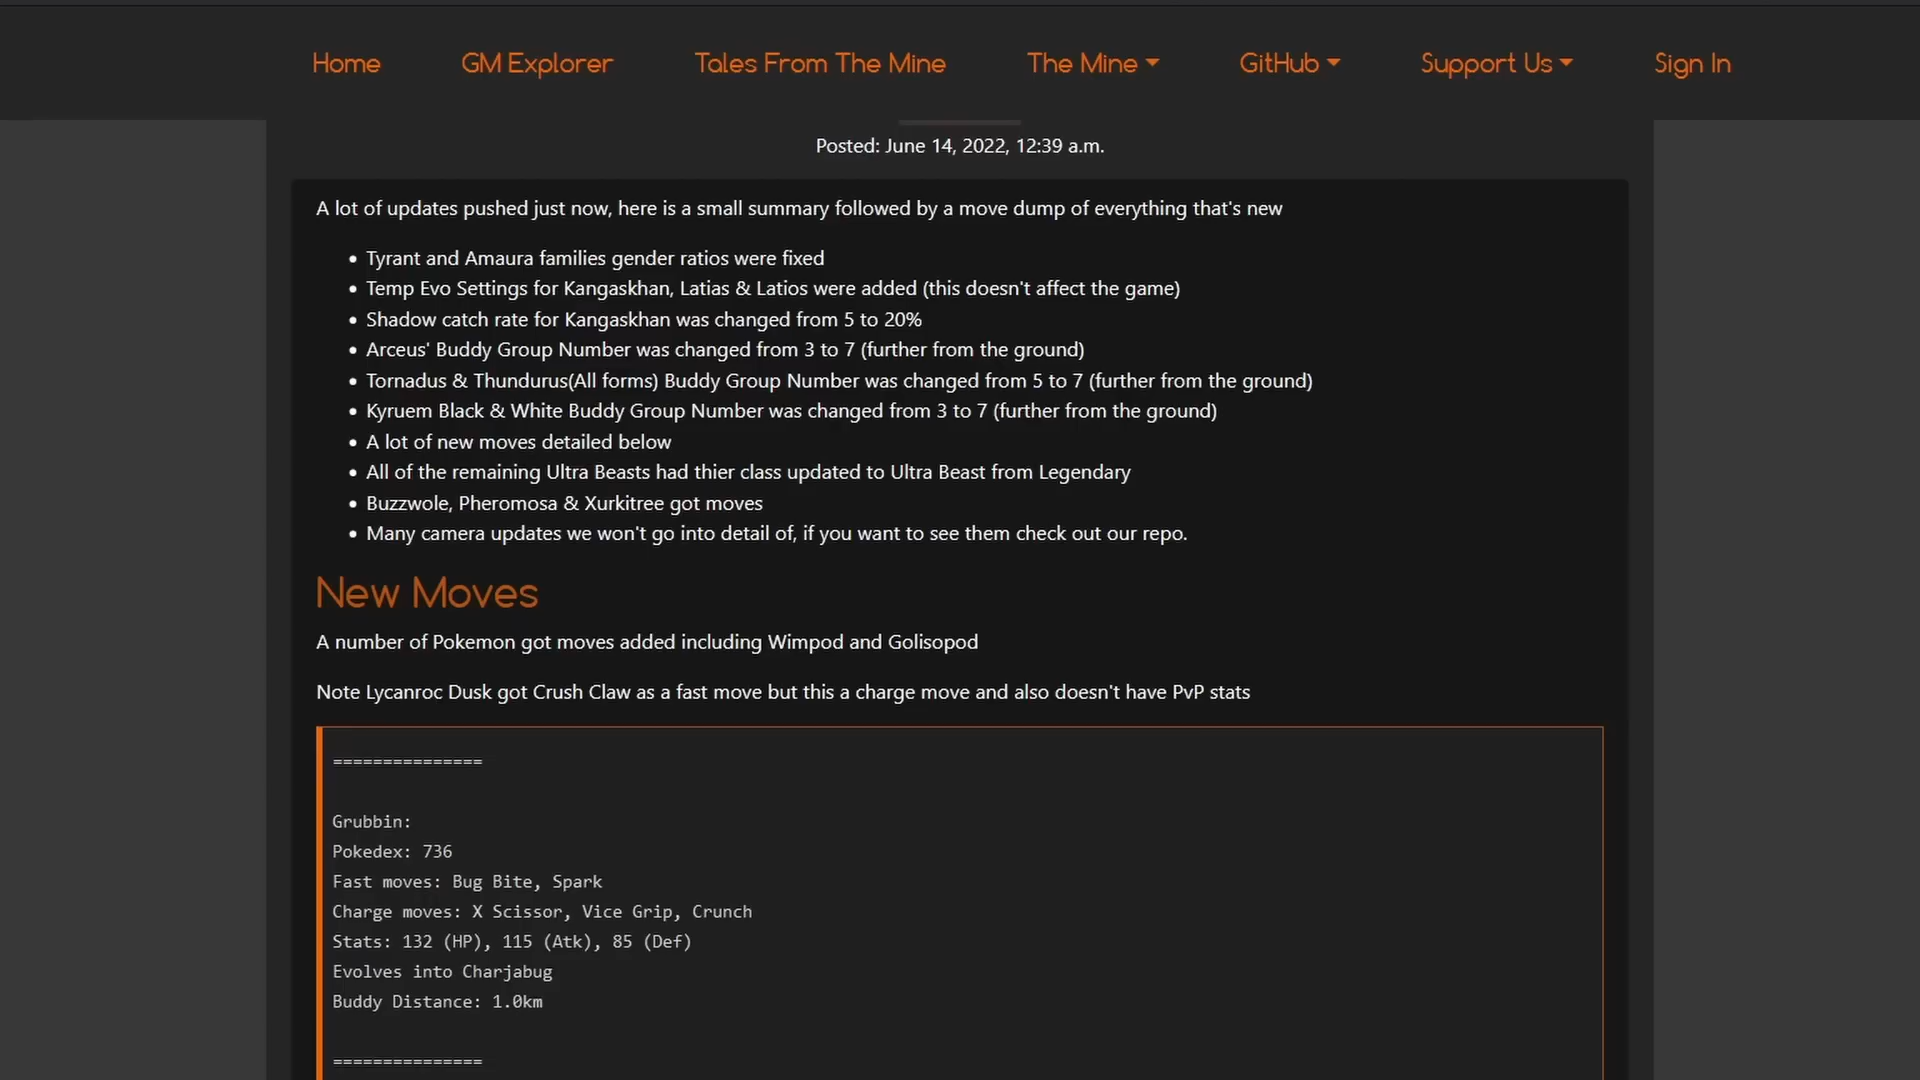 Home GM Explorer Tales From The Mine The Mine GitHub Support Us Sign In
Posted: June 14, 2022, 12:39 a.m.
A lot of updates pushed just now, here is a small summary followed by a move dump of everything that's new
• Tyrant and Amaura families gender ratios were fixed
• Temp Evo Settings for Kangaskhan, Latias & Latios were added (this doesn't affect the game)
• Shadow catch rate for Kangaskhan was changed from 5 to 20%
• Arceus' Buddy Group Number was changed from 3 to 7 (further from the ground)
• Tornadus & Thundurus(All forms) Buddy Group Number was changed from 5 to 7 (further from the ground)
• Kyruem Black & White Buddy Group Number was changed from 3 to 7 (further from the ground)
• A lot of new moves detailed below
• All of the remaining Ultra Beasts had thier class updated to Ultra Beast from Legendary
• Buzzwole, Pheromosa & Xurkitree got moves
• Many camera updates we won't go into detail of, if you want to see them check out our repo.
New Moves
A number of Pokemon got moves added including Wimpod and Golisopod
Note Lycanroc Dusk got Crush Claw as a fast move but this a charge move and also doesn't have PvP stats
===============
Grubbin:
Pokedex: 736
Fast moves: Bug Bite, Spark
Charge moves: X Scissor, Vice Grip, Crunch
Stats: 132 (HP), 115 (Atk), 85 (Def)
Evolves into Charjabug
Buddy Distance: 1.0km
===============